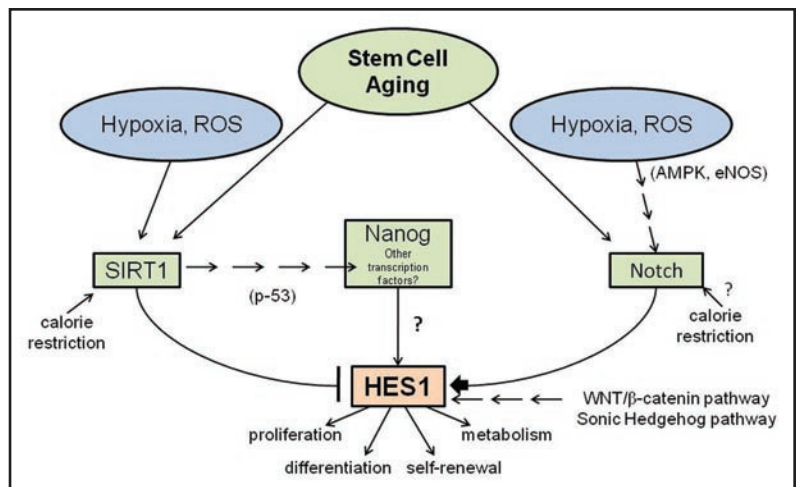 Stem Cell
Aging
Hypoxia, ROS
Hypoxia, ROS
(AMPK, eNOS)
Nanog
Other
transcription
factors?
SIRT1
(p-53)
Notch
calorie
restriction
?
?
calorie
restriction
HES1
WNT/β-catenin pathway
Sonic Hedgehog pathway
proliferation
metabolism
differentiation
self-renewal